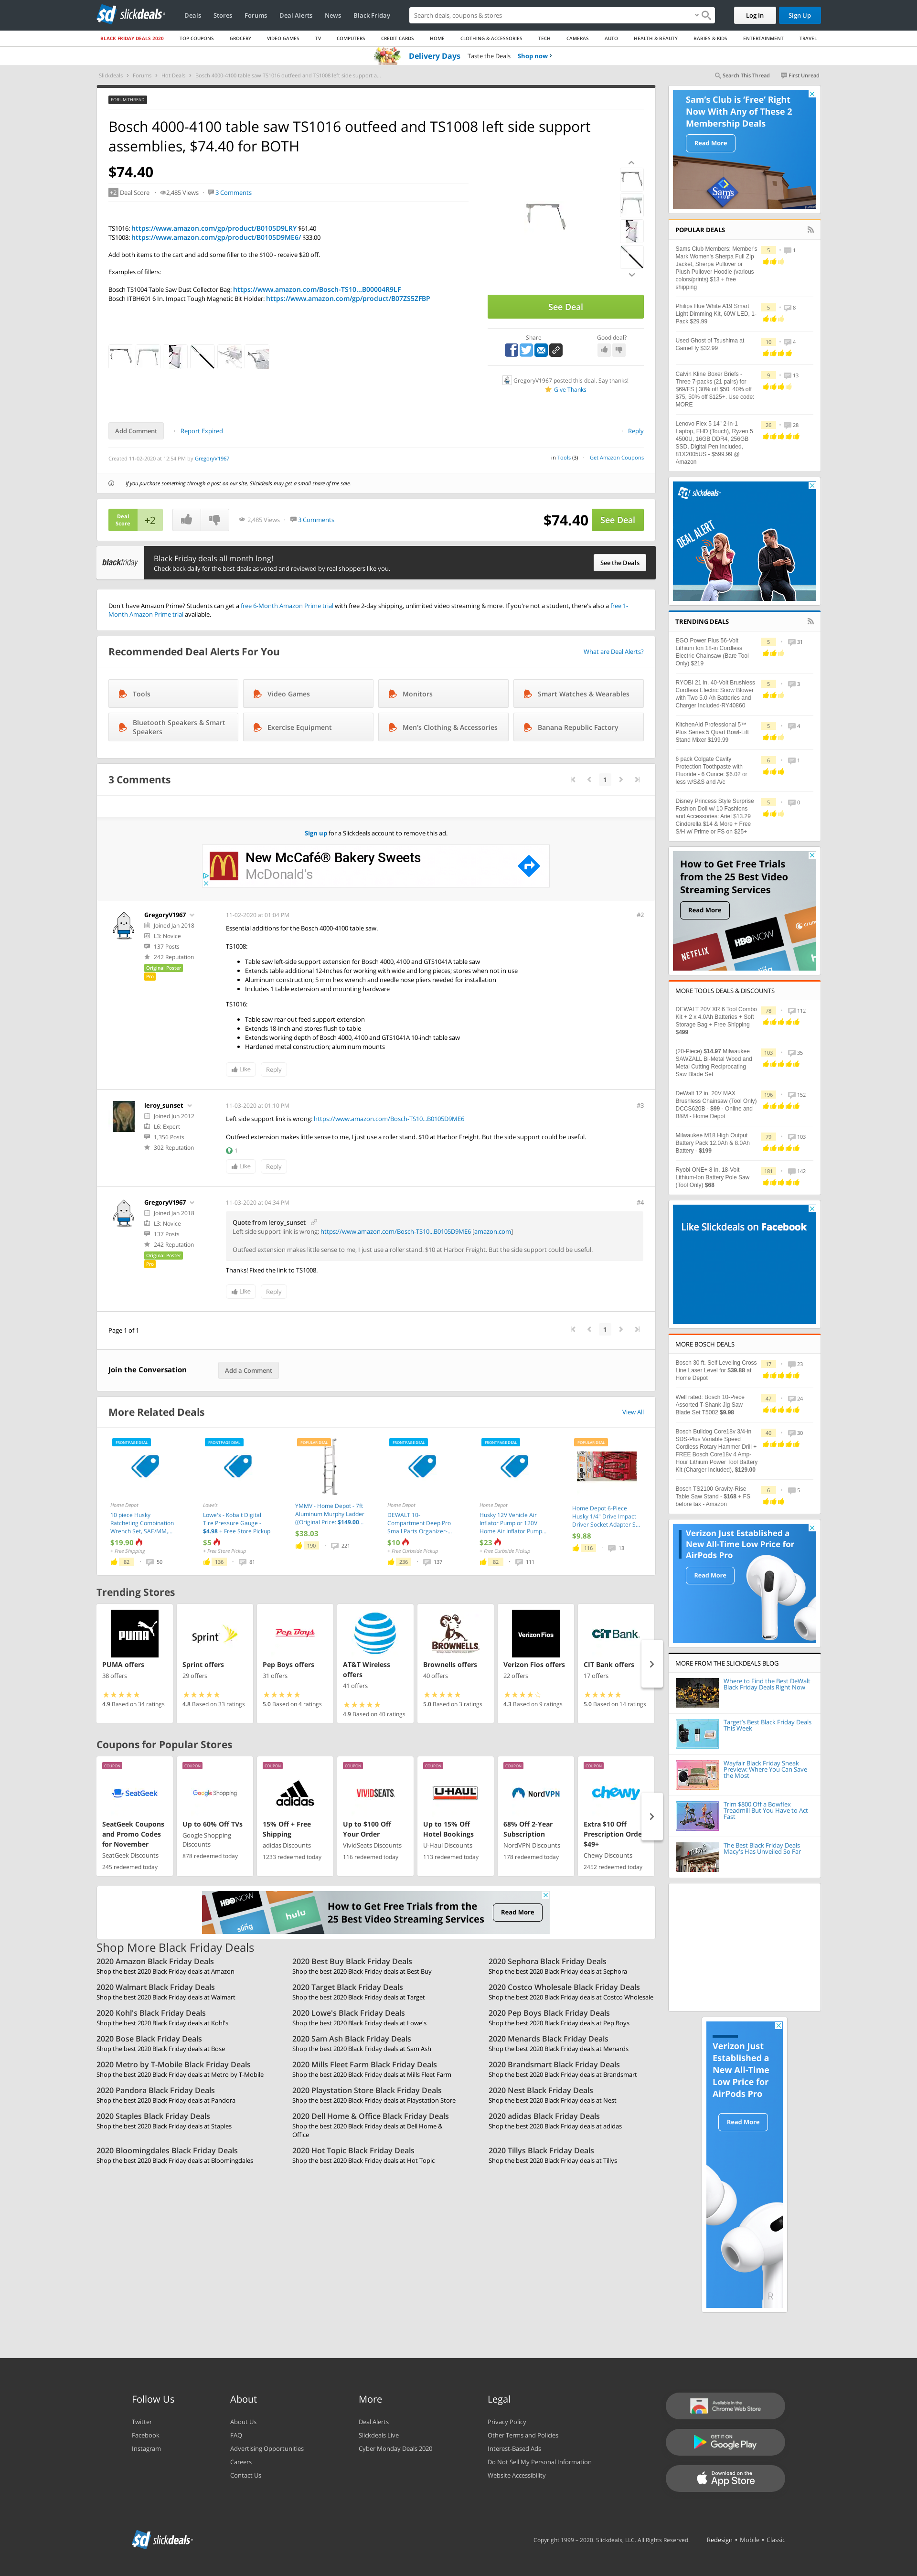 sd slickdeals
Deals Stores Forums Deal Alerts News Black Friday
Search deals, coupons & stores
Log In Sign Up
BLACK FRIDAY DEALS 2020 TOP COUPONS GROCERY VIDEO GAMES TV COMPUTERS CREDIT CARDS HOME CLOTHING & ACCESSORIES TECH CAMERAS AUTO HEALTH & BEAUTY BABIES & KIDS ENTERTAINMENT TRAVEL
Delivery Days Taste the Deals Shop now ›
Slickdeals › Forums › Hot Deals › Bosch 4000-4100 table saw TS1016 outfeed and TS1008 left side support a...
Search This Thread First Unread
FORUM THREAD
Bosch 4000-4100 table saw TS1016 outfeed and TS1008 left side support
assemblies, $74.40 for BOTH
$74.40
+2 Deal Score · 2,485 Views · 3 Comments
TS1016: https://www.amazon.com/gp/product/B0105D9LRY $61.40
TS1008: https://www.amazon.com/gp/product/B0105D9ME6/ $33.00
Add both items to the cart and add some filler to the $100 - receive $20 off.
Examples of fillers:
Bosch TS1004 Table Saw Dust Collector Bag: https://www.amazon.com/Bosch-TS10...B00004R9LF
Bosch ITBH601 6 In. Impact Tough Magnetic Bit Holder: https://www.amazon.com/gp/product/B07ZS5ZFBP
See Deal
Share
Good deal?
GregoryV1967 posted this deal. Say thanks!
Give Thanks
Add Comment · Report Expired
· Reply
Created 11-02-2020 at 12:54 PM by GregoryV1967
in Tools (3) · Get Amazon Coupons
If you purchase something through a post on our site, Slickdeals may get a small share of the sale.
Deal
Score
+2
2,485 Views · 3 Comments
$74.40 See Deal
blackfriday
Black Friday deals all month long!
Check back daily for the best deals as voted and reviewed by real shoppers like you.
See the Deals
Don't have Amazon Prime? Students can get a free 6-Month Amazon Prime trial with free 2-day shipping, unlimited video streaming & more. If you're not a student, there's also a free 1-
Month Amazon Prime trial available.
Recommended Deal Alerts For You
What are Deal Alerts?
Tools
Video Games
Monitors
Smart Watches & Wearables
Bluetooth Speakers & Smart
Speakers
Exercise Equipment
Men's Clothing & Accessories
Banana Republic Factory
3 Comments
1
Sign up for a Slickdeals account to remove this ad.
New McCafé® Bakery Sweets
McDonald's
GregoryV1967
Joined Jan 2018
L3: Novice
137 Posts
242 Reputation
Original Poster
Pro
11-02-2020 at 01:04 PM
#2
Essential additions for the Bosch 4000-4100 table saw.
TS1008:
• Table saw left-side support extension for Bosch 4000, 4100 and GTS1041A table saw
• Extends table additional 12-Inches for working with wide and long pieces; stores when not in use
• Aluminum construction; 5 mm hex wrench and needle nose pliers needed for installation
• Includes 1 table extension and mounting hardware
TS1016:
• Table saw rear out feed support extension
• Extends 18-Inch and stores flush to table
• Extends working depth of Bosch 4000, 4100 and GTS1041A 10-inch table saw
• Hardened metal construction; aluminum mounts
Like Reply
leroy_sunset
Joined Jun 2012
L6: Expert
1,356 Posts
302 Reputation
11-03-2020 at 01:10 PM
#3
Left side support link is wrong: https://www.amazon.com/Bosch-TS10...B0105D9ME6
Outfeed extension makes little sense to me, I just use a roller stand. $10 at Harbor Freight. But the side support could be useful.
1
Like Reply
GregoryV1967
Joined Jan 2018
L3: Novice
137 Posts
242 Reputation
Original Poster
Pro
11-03-2020 at 04:34 PM
#4
Quote from leroy_sunset
Left side support link is wrong: https://www.amazon.com/Bosch-TS10...B0105D9ME6 [amazon.com]
Outfeed extension makes little sense to me, I just use a roller stand. $10 at Harbor Freight. But the side support could be useful.
Thanks! Fixed the link to TS1008.
Like Reply
Page 1 of 1
1
Join the Conversation
Add a Comment
More Related Deals
View All
FRONTPAGE DEAL
Home Depot
10 piece Husky
Ratcheting Combination
Wrench Set, SAE/MM,...
$19.90
+ Free Shipping
82 · 50
FRONTPAGE DEAL
Lowe's
Lowe's - Kobalt Digital
Tire Pressure Gauge -
$4.98 + Free Store Pickup
$5
+ Free Store Pickup
136 · 81
POPULAR DEAL
YMMV - Home Depot - 7ft
Aluminum Murphy Ladder
((Original Price: $149.00...
$38.03
190 · 221
FRONTPAGE DEAL
Home Depot
DEWALT 10-
Compartment Deep Pro
Small Parts Organizer-...
$10
+ Free Curbside Pickup
236 · 137
FRONTPAGE DEAL
Home Depot
Husky 12V Vehicle Air
Inflator Pump or 120V
Home Air Inflator Pump...
$23
+ Free Curbside Pickup
92 · 111
POPULAR DEAL
Home Depot 6-Piece
Husky 1/4" Drive Impact
Driver Socket Adapter S...
$9.88
116 · 13
Trending Stores
PUMA
PUMA offers
38 offers
4.9 Based on 34 ratings
Sprint
Sprint offers
29 offers
4.8 Based on 33 ratings
Pep Boys
Pep Boys offers
31 offers
5.0 Based on 4 ratings
AT&T Wireless
offers
41 offers
4.9 Based on 40 ratings
BROWNELLS
Brownells offers
40 offers
5.0 Based on 3 ratings
Verizon Fios
Verizon Fios offers
22 offers
4.3 Based on 9 ratings
CIT Bank
CIT Bank offers
17 offers
5.0 Based on 14 ratings
Coupons for Popular Stores
COUPON
SeatGeek
SeatGeek Coupons
and Promo Codes
for November
SeatGeek Discounts
245 redeemed today
COUPON
Google Shopping
Up to 60% Off TVs
Google Shopping
Discounts
878 redeemed today
COUPON
adidas
15% Off + Free
Shipping
adidas Discounts
1233 redeemed today
COUPON
VIVID SEATS
Up to $100 Off
Your Order
VividSeats Discounts
116 redeemed today
COUPON
U-HAUL
Up to 15% Off
Hotel Bookings
U-Haul Discounts
113 redeemed today
COUPON
NordVPN
68% Off 2-Year
Subscription
NordVPN Discounts
178 redeemed today
COUPON
chewy
Extra $10 Off
Prescription Orde
$49+
Chewy Discounts
2452 redeemed today
HBO NOW
sling
hulu
How to Get Free Trials from the
25 Best Video Streaming Services
Read More
Shop More Black Friday Deals
2020 Amazon Black Friday Deals
Shop the best 2020 Black Friday deals at Amazon
2020 Best Buy Black Friday Deals
Shop the best 2020 Black Friday deals at Best Buy
2020 Sephora Black Friday Deals
Shop the best 2020 Black Friday deals at Sephora
2020 Walmart Black Friday Deals
Shop the best 2020 Black Friday deals at Walmart
2020 Target Black Friday Deals
Shop the best 2020 Black Friday deals at Target
2020 Costco Wholesale Black Friday Deals
Shop the best 2020 Black Friday deals at Costco Wholesale
2020 Kohl's Black Friday Deals
Shop the best 2020 Black Friday deals at Kohl's
2020 Lowe's Black Friday Deals
Shop the best 2020 Black Friday deals at Lowe's
2020 Pep Boys Black Friday Deals
Shop the best 2020 Black Friday deals at Pep Boys
2020 Bose Black Friday Deals
Shop the best 2020 Black Friday deals at Bose
2020 Sam Ash Black Friday Deals
Shop the best 2020 Black Friday deals at Sam Ash
2020 Menards Black Friday Deals
Shop the best 2020 Black Friday deals at Menards
2020 Metro by T-Mobile Black Friday Deals
Shop the best 2020 Black Friday deals at Metro by T-Mobile
2020 Mills Fleet Farm Black Friday Deals
Shop the best 2020 Black Friday deals at Mills Fleet Farm
2020 Brandsmart Black Friday Deals
Shop the best 2020 Black Friday deals at Brandsmart
2020 Pandora Black Friday Deals
Shop the best 2020 Black Friday deals at Pandora
2020 Playstation Store Black Friday Deals
Shop the best 2020 Black Friday deals at Playstation Store
2020 Nest Black Friday Deals
Shop the best 2020 Black Friday deals at Nest
2020 Staples Black Friday Deals
Shop the best 2020 Black Friday deals at Staples
2020 Dell Home & Office Black Friday Deals
Shop the best 2020 Black Friday deals at Dell Home &
Office
2020 adidas Black Friday Deals
Shop the best 2020 Black Friday deals at adidas
2020 Bloomingdales Black Friday Deals
Shop the best 2020 Black Friday deals at Bloomingdales
2020 Hot Topic Black Friday Deals
Shop the best 2020 Black Friday deals at Hot Topic
2020 Tillys Black Friday Deals
Shop the best 2020 Black Friday deals at Tillys
Sam's Club is 'Free' Right
Now With Any of These 2
Membership Deals
Read More
Sam's
CLUB
POPULAR DEALS
Sams Club Members: Member's
Mark Women's Sherpa Full Zip
Jacket, Sherpa Pullover or
Plush Pullover Hoodie (various
colors/prints) $13 + free
shipping
5 · 1
Philips Hue White A19 Smart
Light Dimming Kit, 60W LED, 1-
Pack $29.99
5 · 8
Used Ghost of Tsushima at
GameFly $32.99
10 · 4
Calvin Kline Boxer Briefs -
Three 7-packs (21 pairs) for
$69/FS | 30% off $50, 40% off
$75; 50% off $125+. Use code:
MORE
9 · 13
Lenovo Flex 5 14" 2-in-1
Laptop, FHD (Touch), Ryzen 5
4500U, 16GB DDR4, 256GB
SSD, Digital Pen Included,
81X2005US - $599.99 @
Amazon
26 · 28
sd slickdeals
DEAL ALERT
TRENDING DEALS
EGO Power Plus 56-Volt
Lithium Ion 18-in Cordless
Electric Chainsaw (Bare Tool
Only) $219
5 · 31
RYOBI 21 in. 40-Volt Brushless
Cordless Electric Snow Blower
with Two 5.0 Ah Batteries and
Charger Included-RY40860
5 · 3
KitchenAid Professional 5™
Plus Series 5 Quart Bowl-Lift
Stand Mixer $199.99
5 · 4
6 pack Colgate Cavity
Protection Toothpaste with
Fluoride - 6 Ounce: $6.02 or
less w/S&S and A/c
6 · 1
Disney Princess Style Surprise
Fashion Doll w/ 10 Fashions
and Accessories: Ariel $13.29
Cinderella $14 & More + Free
S/H w/ Prime or FS on $25+
5 · 0
How to Get Free Trials
from the 25 Best Video
Streaming Services
Read More
NETFLIX
HBO NOW
MORE TOOLS DEALS & DISCOUNTS
DEWALT 20V XR 6 Tool Combo
Kit + 2 x 4.0Ah Batteries + Soft
Storage Bag + Free Shipping
$499
78 · 112
(20-Piece) $14.97 Milwaukee
SAWZALL Bi-Metal Wood and
Metal Cutting Reciprocating
Saw Blade Set
103 · 35
DeWalt 12 in. 20V MAX
Brushless Chainsaw (Tool Only)
DCCS620B - $99 - Online and
B&M - Home Depot
196 · 152
Milwaukee M18 High Output
Battery Pack 12.0Ah & 8.0Ah
Battery - $199
79 · 103
Ryobi ONE+ 8 in. 18-Volt
Lithium-Ion Battery Pole Saw
(Tool Only) $68
181 · 142
Like Slickdeals on Facebook
MORE BOSCH DEALS
Bosch 30 ft. Self Leveling Cross
Line Laser Level for $39.88 at
Home Depot
17 · 23
Well rated: Bosch 10-Piece
Assorted T-Shank Jig Saw
Blade Set T5002 $9.98
47 · 24
Bosch Bulldog Core18v 3/4-in
SDS-Plus Variable Speed
Cordless Rotary Hammer Drill +
FREE Bosch Core18v 4 Amp-
Hour Lithium Power Tool Battery
Kit (Charger Included), $129.00
40 · 30
Bosch TS2100 Gravity-Rise
Table Saw Stand - $168 + FS
before tax - Amazon
6 · 5
Verizon Just Established a
New All-Time Low Price for
AirPods Pro
Read More
MORE FROM THE SLICKDEALS BLOG
Where to Find the Best DeWalt
Black Friday Deals Right Now
Target's Best Black Friday Deals
This Week
Wayfair Black Friday Sneak
Preview: Where You Can Save
the Most
Trim $800 Off a Bowflex
Treadmill But You Have to Act
Fast
The Best Black Friday Deals
Macy's Has Unveiled So Far
Verizon Just
Established a
New All-Time
Low Price for
AirPods Pro
Read More
Follow Us
Twitter
Facebook
Instagram
About
About Us
FAQ
Advertising Opportunities
Careers
Contact Us
More
Deal Alerts
Slickdeals Live
Cyber Monday Deals 2020
Legal
Privacy Policy
Other Terms and Policies
Interest-Based Ads
Do Not Sell My Personal Information
Website Accessibility
Available in the
Chrome Web Store
GET IT ON
Google Play
Download on the
App Store
sd slickdeals
Copyright 1999 – 2020. Slickdeals, LLC. All Rights Reserved.
Redesign • Mobile • Classic